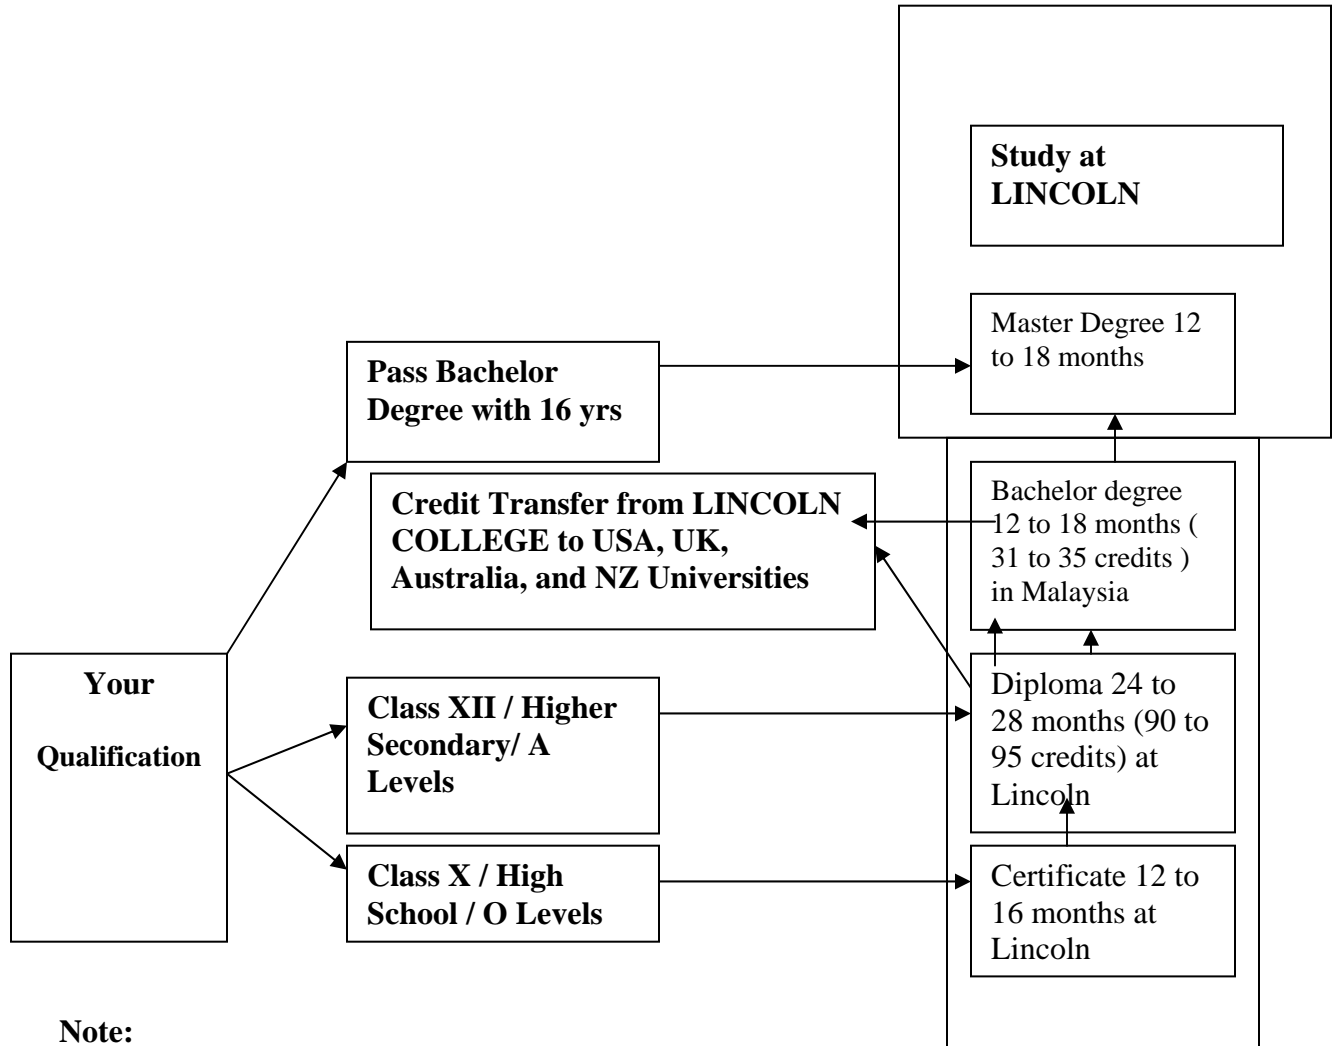 Study at
LINCOLN
Master Degree 12
to 18 months
Pass Bachelor
Degree with 16 yrs
Credit Transfer from LINCOLN
COLLEGE to USA, UK,
Australia, and NZ Universities
Bachelor degree
12 to 18 months (
31 to 35 credits )
in Malaysia
Your
Qualification
Class XII / Higher
Secondary/ A
Levels
Diploma 24 to
28 months (90 to
95 credits) at
Lincoln
Class X / High
School / O Levels
Certificate 12 to
16 months at
Lincoln
Note: